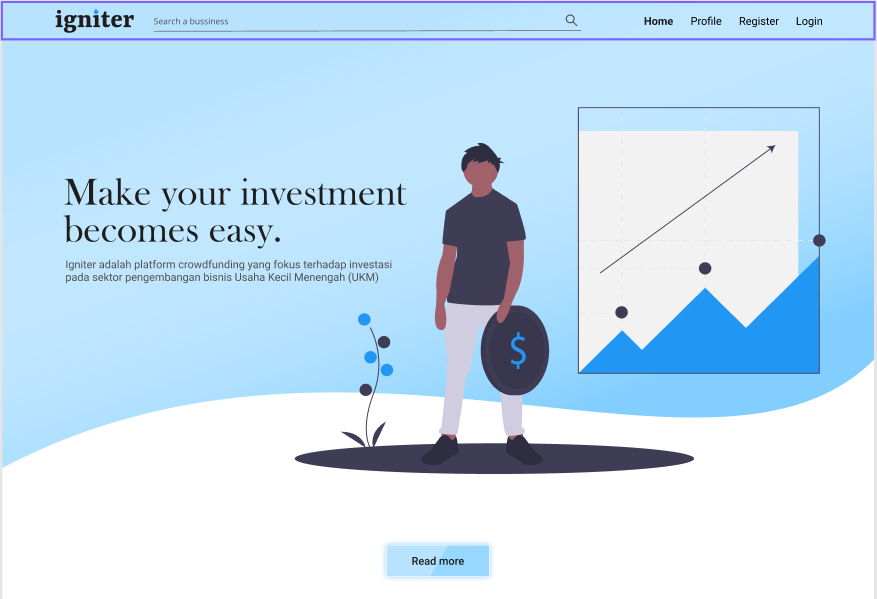 igniter
Search a bussiness
Home Profile Register Login
Make your investment
becomes easy.
Igniter adalah platform crowdfunding yang fokus terhadap investasi
pada sektor pengembangan bisnis Usaha Kecil Menengah (UKM)
$
Read more